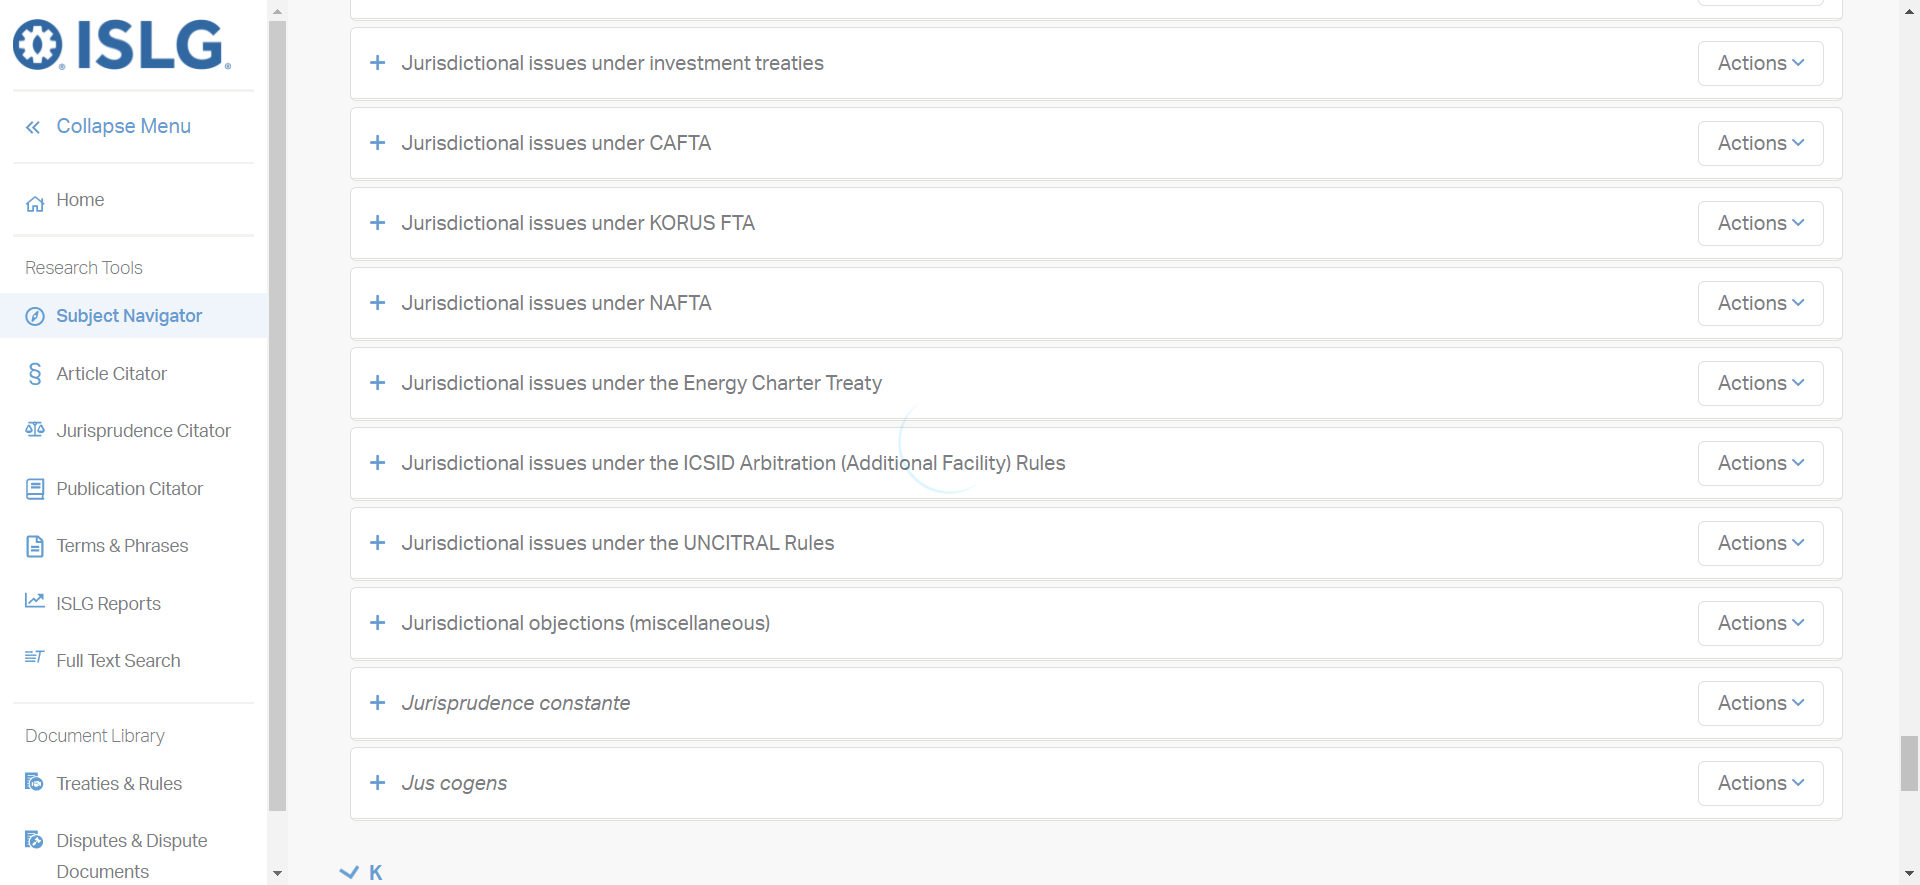 ISLG
Collapse Menu
Home
Research Tools
Subject Navigator
Article Citator
Jurisprudence Citator
Publication Citator
Terms & Phrases
ISLG Reports
Full Text Search
Document Library
Treaties & Rules
Disputes & Dispute
Documents
Jurisdictional issues under investment treaties Actions
Jurisdictional issues under CAFTA Actions
Jurisdictional issues under KORUS FTA Actions
Jurisdictional issues under NAFTA Actions
Jurisdictional issues under the Energy Charter Treaty Actions
Jurisdictional issues under the ICSID Arbitration (Additional Facility) Rules Actions
Jurisdictional issues under the UNCITRAL Rules Actions
Jurisdictional objections (miscellaneous) Actions
Jurisprudence constante Actions
Jus cogens Actions
K